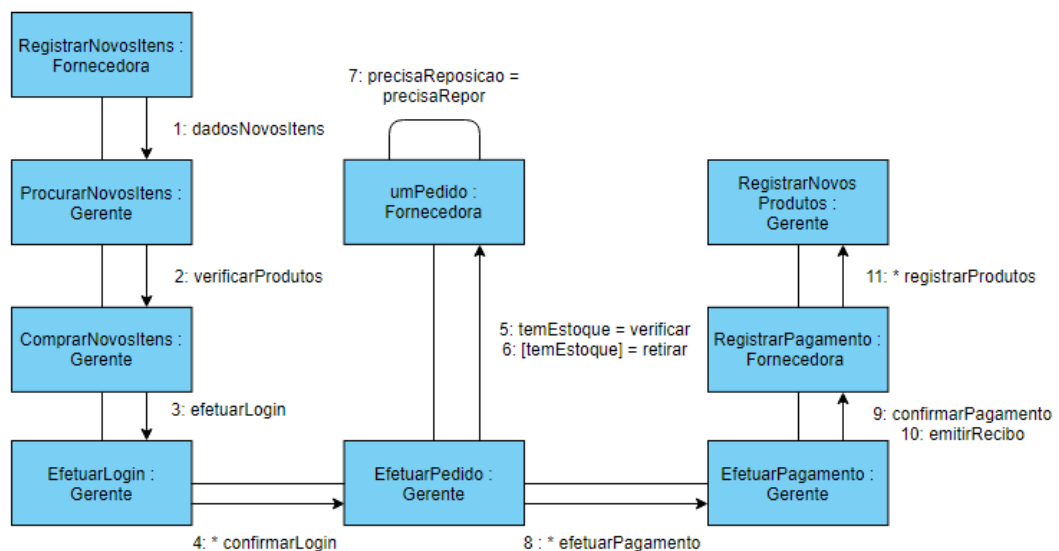 RegistrarNovosItens :
Fornecedora
1: dadosNovosItens
ProcurarNovosItens :
Gerente
2: verificarProdutos
ComprarNovosItens :
Gerente
3: efetuarLogin
EfetuarLogin :
Gerente
4: * confirmarLogin
EfetuarPedido :
Gerente
5: temEstoque = verificar
6: [temEstoque] = retirar
umPedido :
Fornecedora
7: precisaReposicao =
precisaRepor
8 : * efetuarPagamento
EfetuarPagamento :
Gerente
9: confirmarPagamento
10: emitirRecibo
RegistrarPagamento :
Fornecedora
11: * registrarProdutos
RegistrarNovos
Produtos :
Gerente